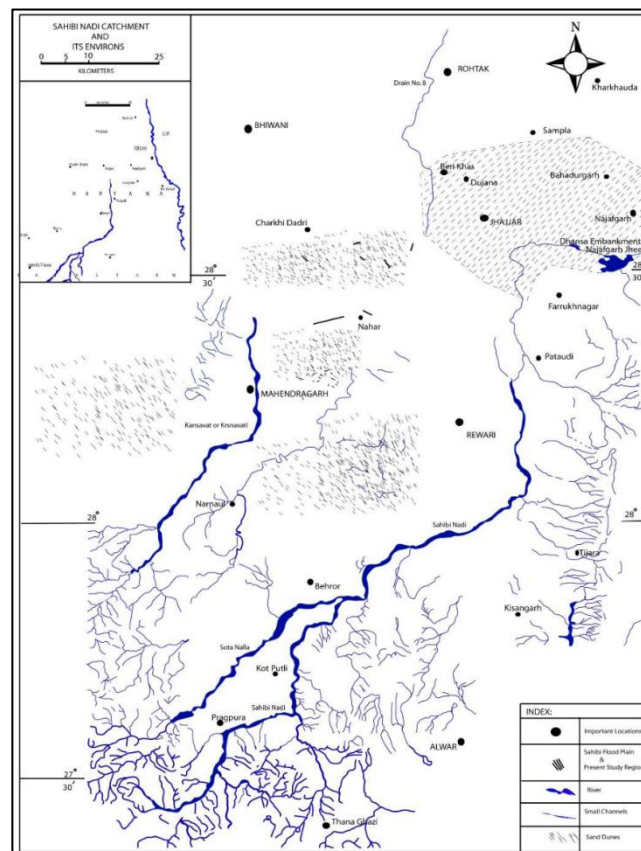 SAHIBI NADI CATCHMENT
AND
ITS ENVIRONS
0 5 10 25
KILOMETERS
DELHI
U.P.
H A R Y A N A
N
Drain No. 8
ROHTAK
Kharkhauda
BHIWANI
Sampla
Beri Khas
Dujana
Bahadurgarh
JHAJJAR
Najafgarh
Charkhi Dadri
Dhansa Embankment
Najafgarh Jheel
28°
30'
28°
30'
Farrukhnagar
Nahar
Pataudi
MAHENDRAGARH
Kansavat or Krisnavati
REWARI
Narnaul
28°
28°
Sahibi Nadi
Tijara
Behror
Kisangarh
Sota Nalla
Kot Putli
Sahibi Nadi
Pragpura
ALWAR
27°
30'
Thana Ghazi
INDEX:
Important Locations
Sahibi Flood Plain
&
Present Study Region
River
Small Channels
Sand Dunes